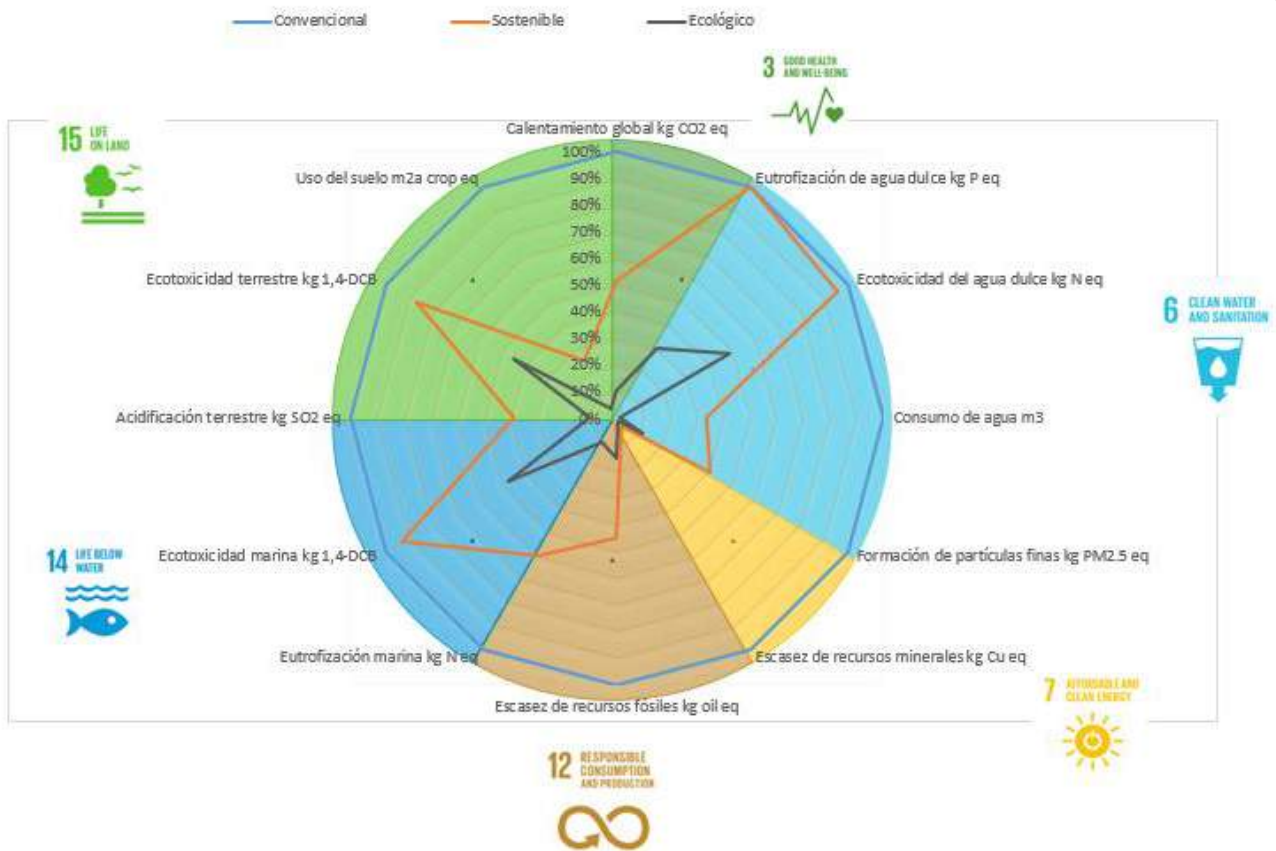 Convencional
Sostenible
Ecológico
3 GOOD HEALTH
AND WELL-BEING
15 LIFE
ON LAND
Calentamiento global kg CO2 eq
100%
Uso del suelo m2a crop eq
90%
Eutrofización de agua dulce kg P eq
80%
70%
60%
Ecotoxicidad terrestre kg 1,4-DCB
50%
Ecotoxicidad del agua dulce kg N eq
6 CLEAN WATER
AND SANITATION
40%
30%
20%
10%
Acidificación terrestre kg SO2 eq
0%
Consumo de agua m3
14 LIFE BELOW
WATER
Ecotoxicidad marina kg 1,4-DCB
Formación de partículas finas kg PM2.5 eq
Eutrofización marina kg N eq
Escasez de recursos minerales kg Cu eq
7 AFFORDABLE AND
CLEAN ENERGY
Escasez de recursos fósiles kg oil eq
12 RESPONSIBLE
CONSUMPTION
AND PRODUCTION